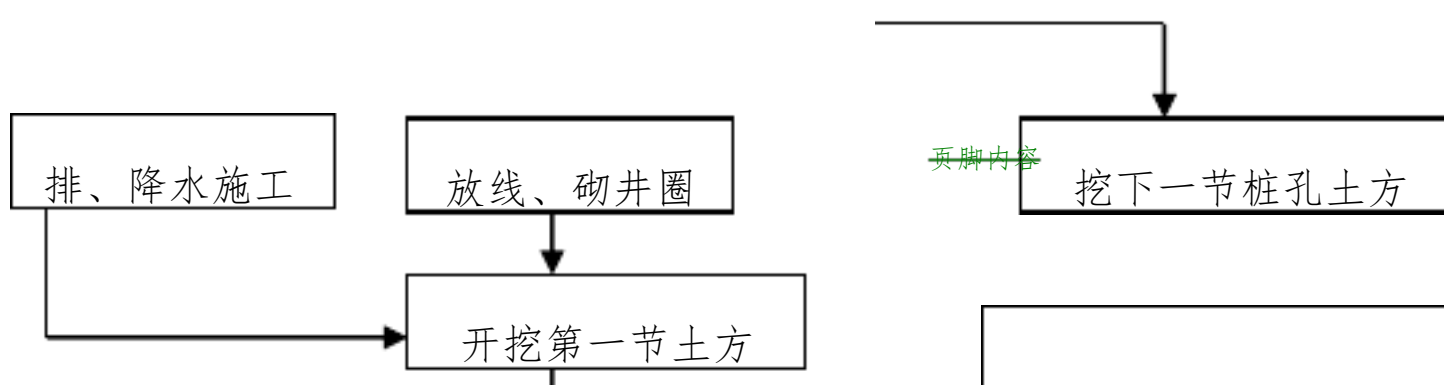 页脚内容
排、降水施工
放线、砌井圈
挖下一节桩孔土方
开挖第一节土方